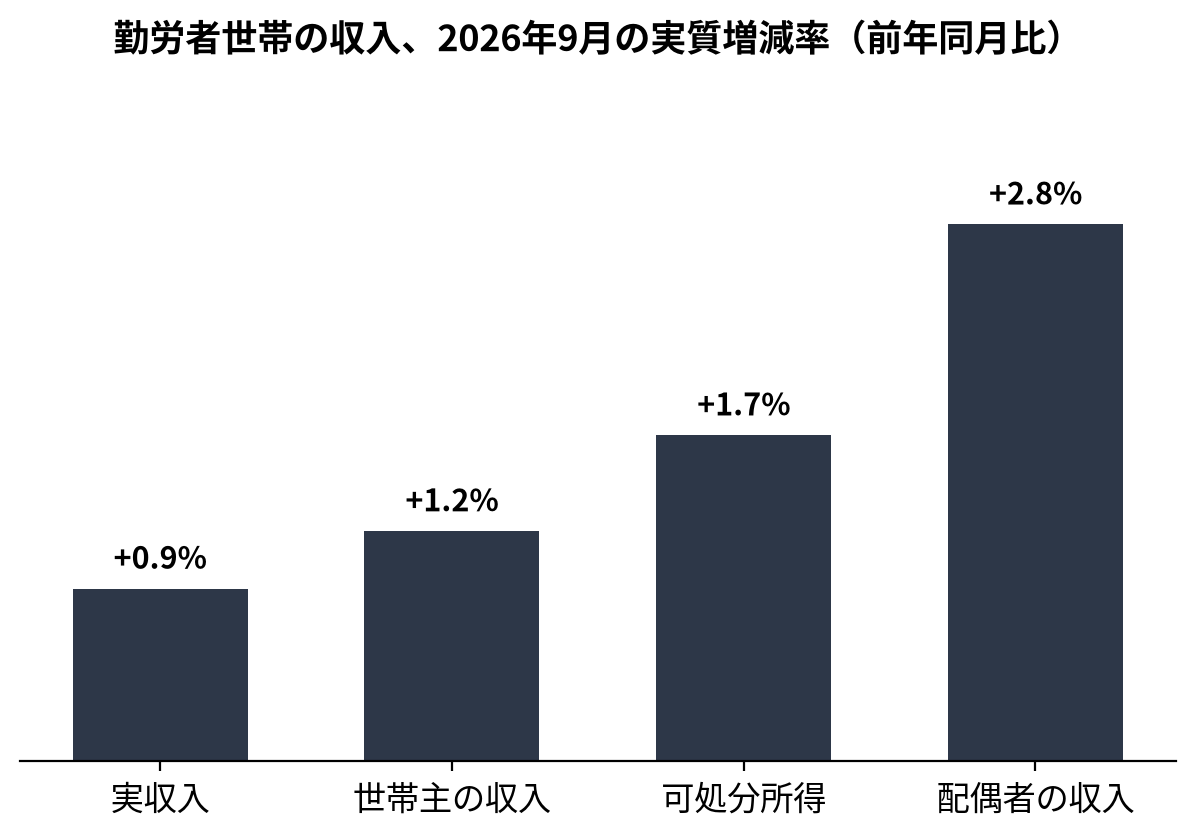 勤労者世帯の収入、2026年9月の実質増減率（前年同月比）
+2.8%
+1.7%
+1.2%
+0.9%
実収入
世帯主の収入
可処分所得
配偶者の収入